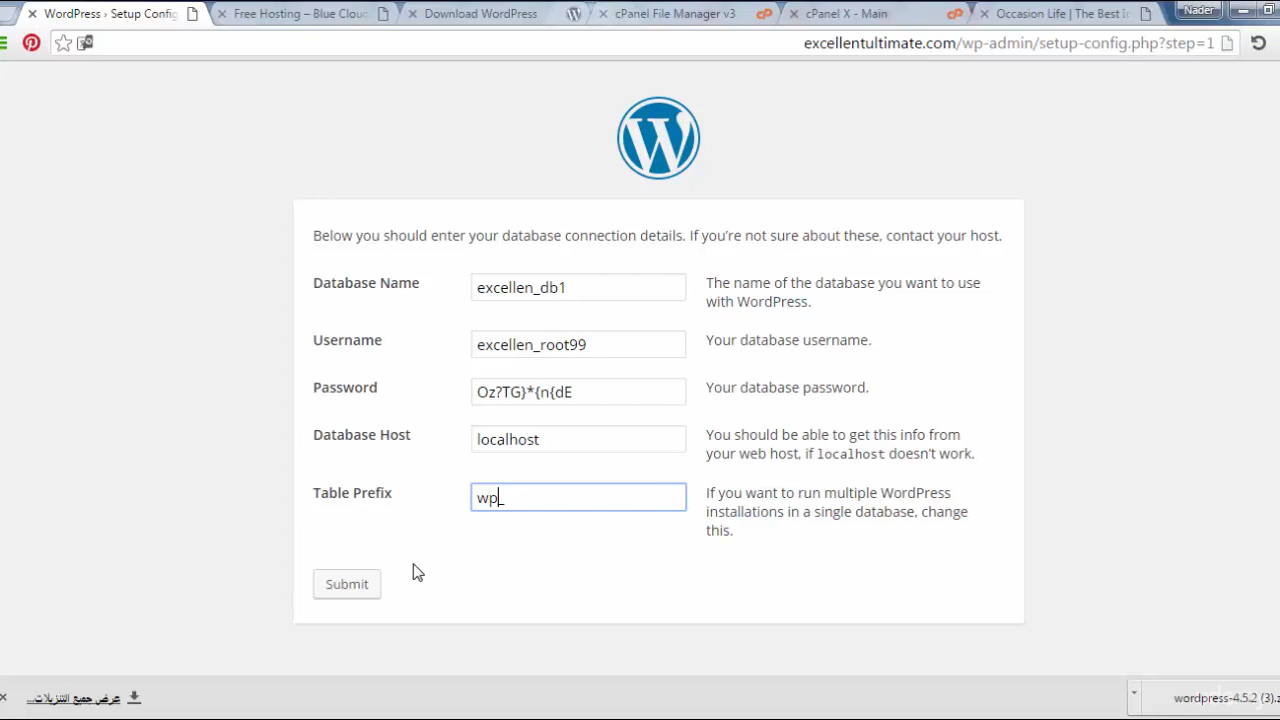 WordPress › Setup Config
Free Hosting – Blue Clou
Download WordPress
cPanel File Manager v3
cPanel X - Main
Occasion Life | The Best
Nader
excellentultimate.com/wp-admin/setup-config.php?step=1
Below you should enter your database connection details. If you’re not sure about these, contact your host.
Database Name
excellen_db1
The name of the database you want to use
with WordPress.
Username
excellen_root99
Your database username.
Password
Oz?TG}*{n{dE
Your database password.
Database Host
localhost
You should be able to get this info from
your web host, if localhost doesn’t work.
Table Prefix
wp_
If you want to run multiple WordPress
installations in a single database, change
this.
Submit
عرض جميع التنزيلات...
wordpress-4.5.2 (3).z